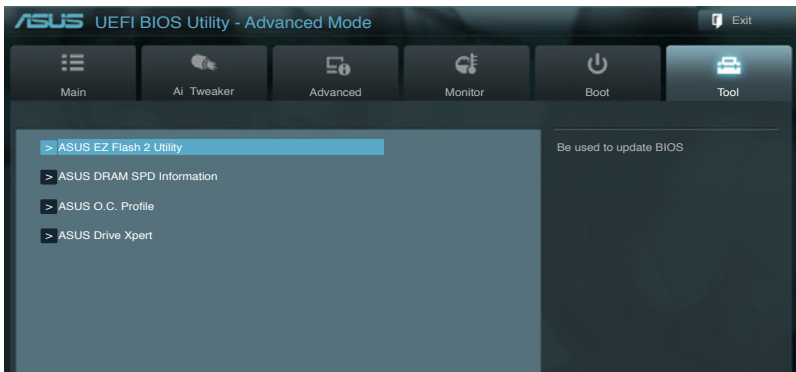 ASUS UEFI BIOS Utility - Advanced Mode
Exit
Main
Ai Tweaker
Advanced
Monitor
Boot
Tool
> ASUS EZ Flash 2 Utility
> ASUS DRAM SPD Information
> ASUS O.C. Profile
> ASUS Drive Xpert
Be used to update BIOS